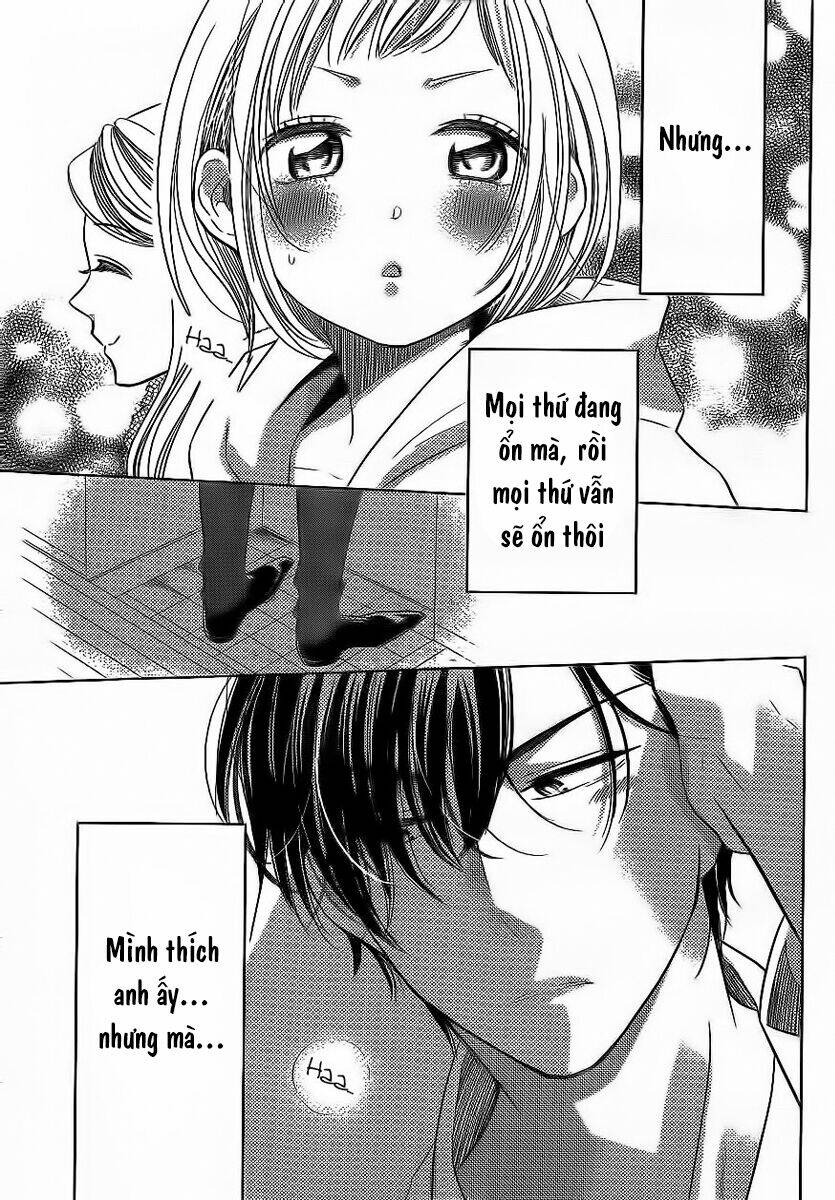 Nhưng...
Haa
Mọi thứ đang
ổn mà, rồi
mọi thứ vẫn
sẽ ổn thôi
Mình thích
anh ấy...
nhưng mà...
Haa